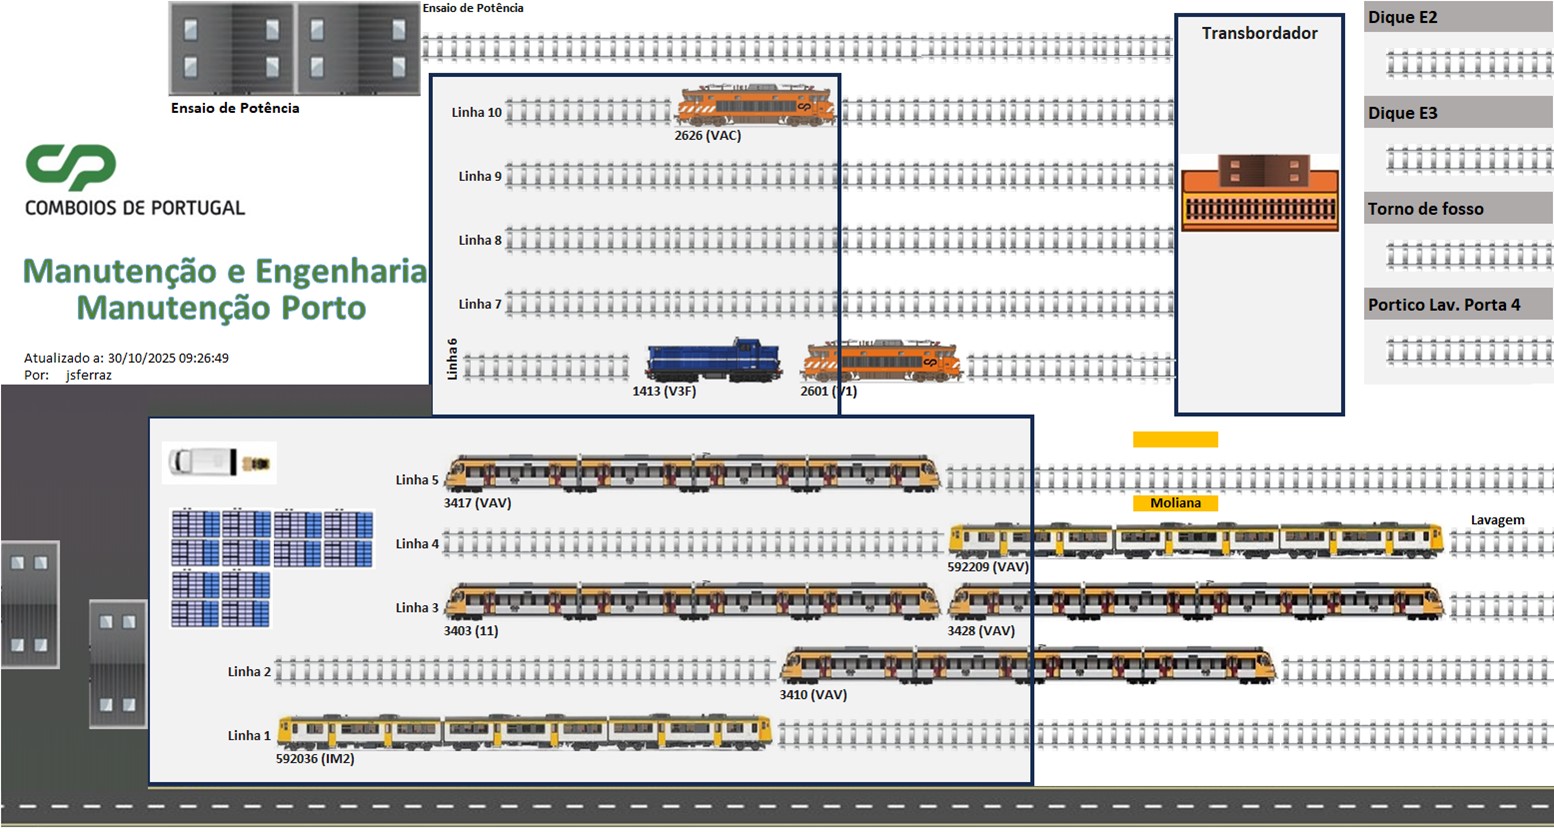 Ensaio de Potência
Ensaio de Potência
Transbordador
Dique E2
Dique E3
Torno de fosso
Portico Lav. Porta 4
CP
COMBOIOS DE PORTUGAL
Manutenção e Engenharia
Manutenção Porto
Atualizado a: 30/10/2025 09:26:49
Por: jsferraz
Linha 10
2626 (VAC)
Linha 9
Linha 8
Linha 7
Linha 6
1413 (V3F)
2601 (V1)
Linha 5
3417 (VAV)
Moliana
Lavagem
Linha 4
592209 (VAV)
Linha 3
3403 (11)
3428 (VAV)
Linha 2
3410 (VAV)
Linha 1
592036 (IM2)